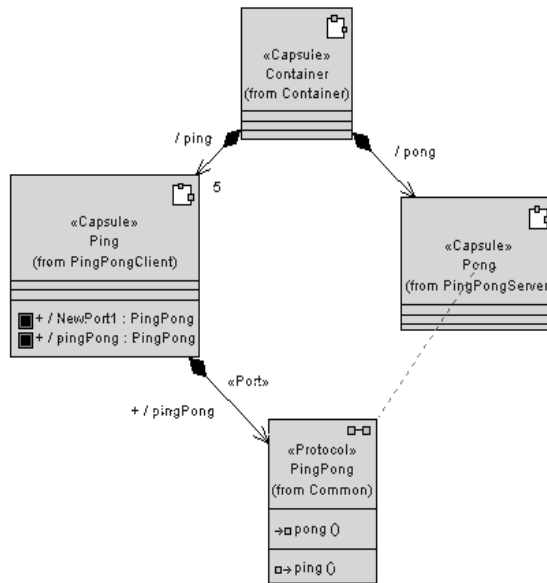 «Capsule»
Container
(from Container)
/ ping
/ pong
5
«Capsule»
Ping
(from PingPongClient)
+ / NewPort1 : PingPong
+ / pingPong : PingPong
«Capsule»
Pong
(from PingPongServer
«Port»
+ / pingPong
«Protocol»
PingPong
(from Common)
pong ()
ping ()